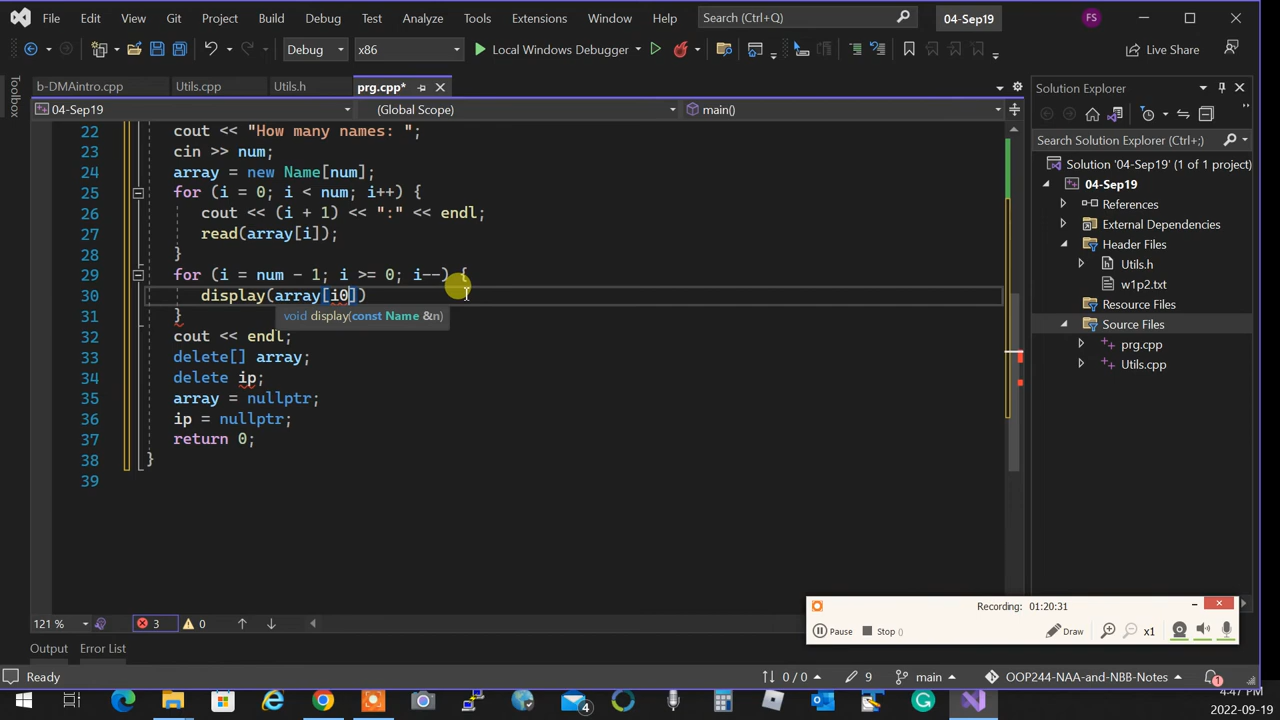 File Edit View Git Project Build Debug Test Analyze Tools Extensions Window Help Search (Ctrl+Q) 04-Sep19 FS
Debug x86 Local Windows Debugger Live Share
Toolbox
b-DMAintro.cpp Utils.cpp Utils.h prg.cpp*
04-Sep19 (Global Scope) main()
22 cout << "How many names: ";
23 cin >> num;
24 array = new Name[num];
25 for (i = 0; i < num; i++) {
26 cout << (i + 1) << ":" << endl;
27 read(array[i]);
28 }
29 for (i = num - 1; i >= 0; i--) {
30 display(array[i0])
31 }
void display(const Name &n)
32 cout << endl;
33 delete[] array;
34 delete ip;
35 array = nullptr;
36 ip = nullptr;
37 return 0;
38 }
39
121 % 3 0
Output Error List
Solution Explorer
Search Solution Explorer (Ctrl+;)
Solution '04-Sep19' (1 of 1 project)
04-Sep19
References
External Dependencies
Header Files
Utils.h
w1p2.txt
Resource Files
Source Files
prg.cpp
Utils.cpp
Recording: 01:20:31
Pause Stop () Draw x1
Ready 0 / 0 9 main OOP244-NAA-and-NBB-Notes 1
4
4:47 PM
2022-09-19